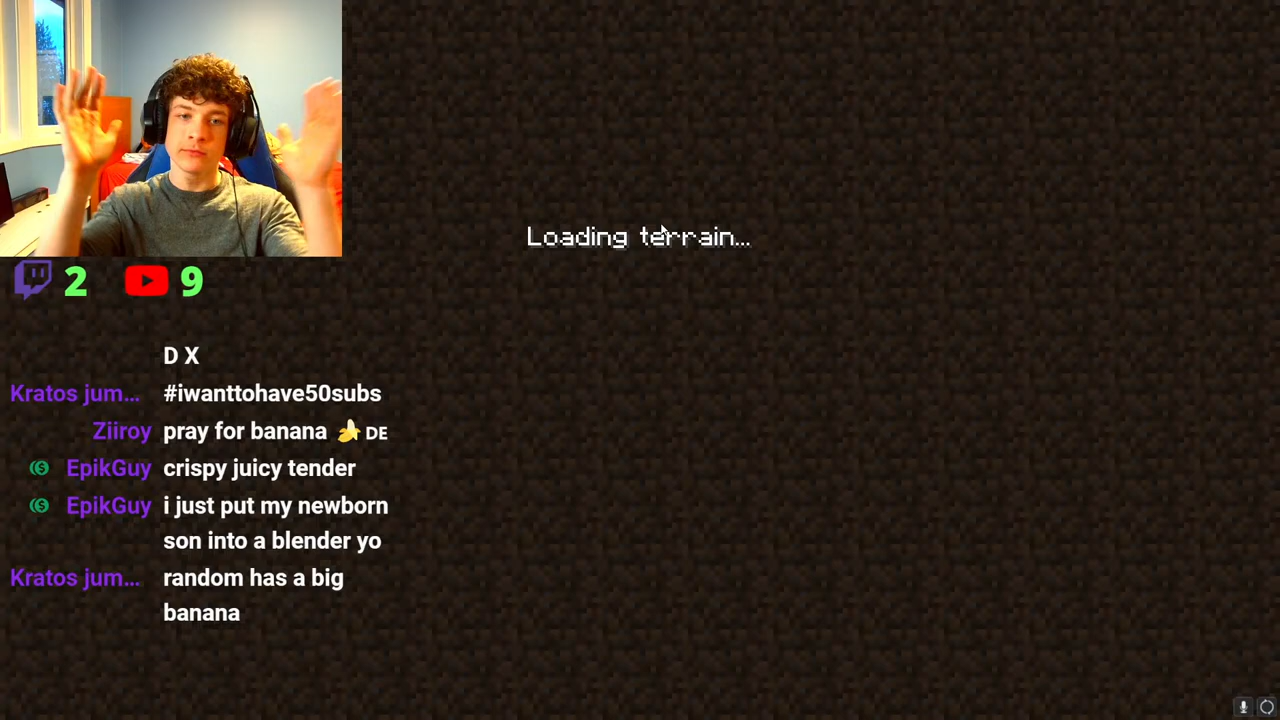 Loading terrain...
2 9
D X
Kratos jum... #iwanttohave50subs
Ziiroy pray for banana 🍌 DE
EpikGuy crispy juicy tender
EpikGuy i just put my newborn
son into a blender yo
Kratos jum... random has a big
banana